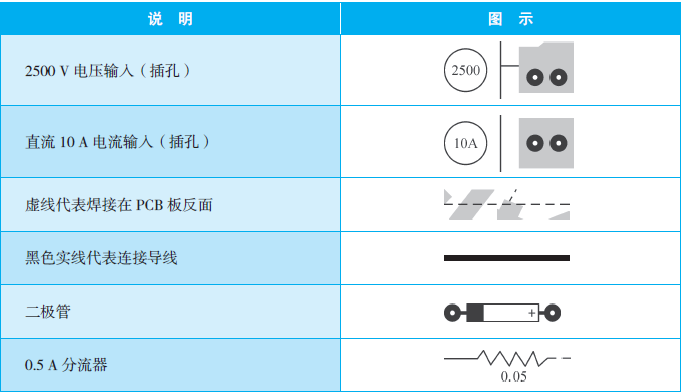 说 明 图 示
2500 V 电压输入（插孔） 2500
直流 10 A 电流输入（插孔） 10A
虚线代表焊接在 PCB 板反面
黑色实线代表连接导线
二极管 +
0.5 A 分流器 0.05